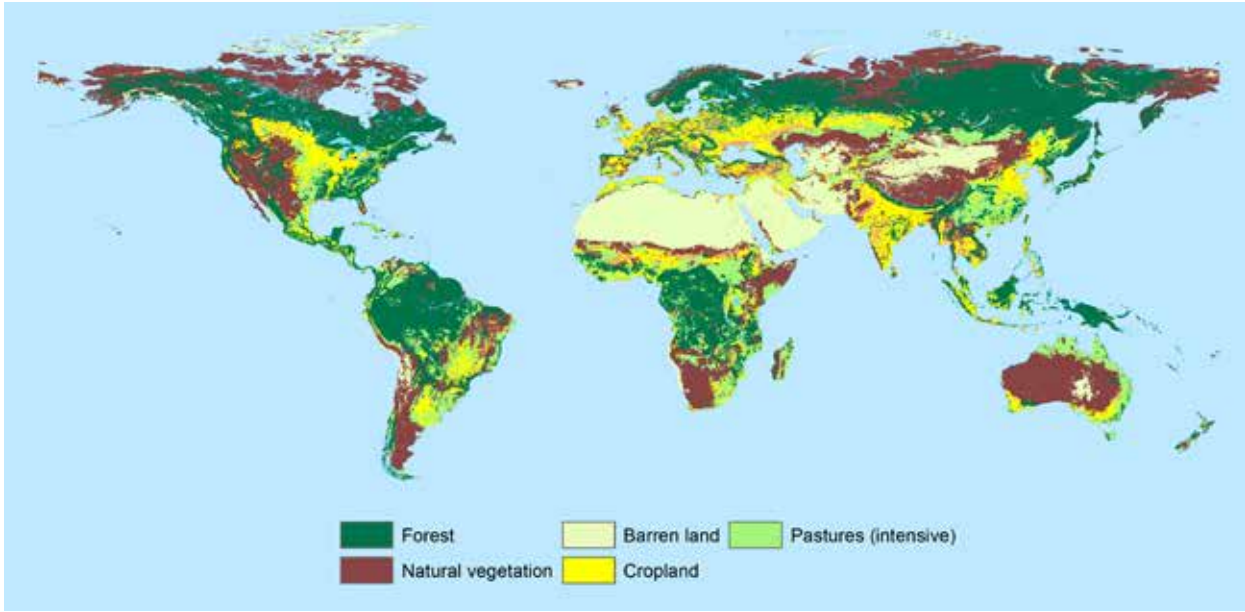 Forest
Barren land
Pastures (intensive)
Natural vegetation
Cropland